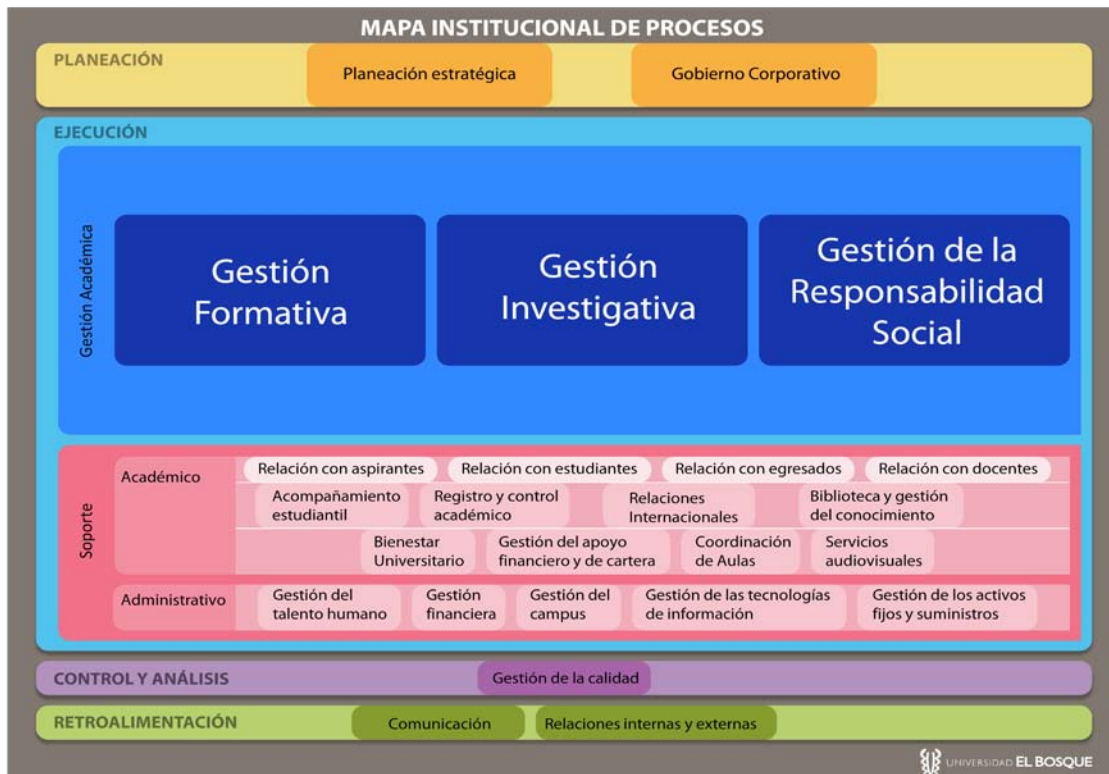 MAPA INSTITUCIONAL DE PROCESOS
PLANEACIÓN
Planeación estratégica
Gobierno Corporativo
EJECUCIÓN
Gestión Académica
Gestión
Formativa
Gestión
Investigativa
Gestión de la
Responsabilidad
Social
Soporte
Académico
Relación con aspirantes
Relación con estudiantes
Relación con egresados
Relación con docentes
Acompañamiento
estudiantil
Registro y control
académico
Relaciones
Internacionales
Biblioteca y gestión
del conocimiento
Bienestar
Universitario
Gestión del apoyo
financiero y de cartera
Coordinación
de Aulas
Servicios
audiovisuales
Administrativo
Gestión del
talento humano
Gestión
financiera
Gestión del
campus
Gestión de las tecnologías
de información
Gestión de los activos
fijos y suministros
CONTROL Y ANÁLISIS
Gestión de la calidad
RETROALIMENTACIÓN
Comunicación
Relaciones internas y externas
UNIVERSIDAD EL BOSQUE